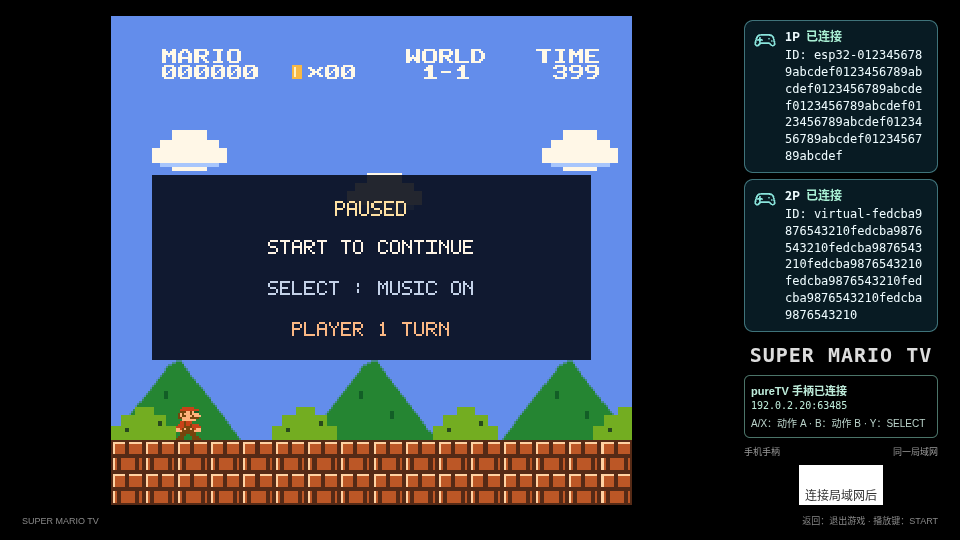 MARIO
000000
x00
WORLD
1-1
TIME
399
PAUSED
START TO CONTINUE
SELECT : MUSIC ON
PLAYER 1 TURN
1P 已连接
ID: esp32-012345678
9abcdef0123456789ab
cdef0123456789abcde
f0123456789abcdef01
23456789abcdef01234
56789abcdef01234567
89abcdef
2P 已连接
ID: virtual-fedcba9
876543210fedcba9876
543210fedcba9876543
210fedcba9876543210
fedcba9876543210fed
cba9876543210fedcba
9876543210
SUPER MARIO TV
pureTV 手柄已连接
192.0.2.20:63485
A/X: 动作 A · B: 动作 B · Y: SELECT
手机手柄
同一局域网
连接局域网后
SUPER MARIO TV
返回: 退出游戏 · 播放键: START